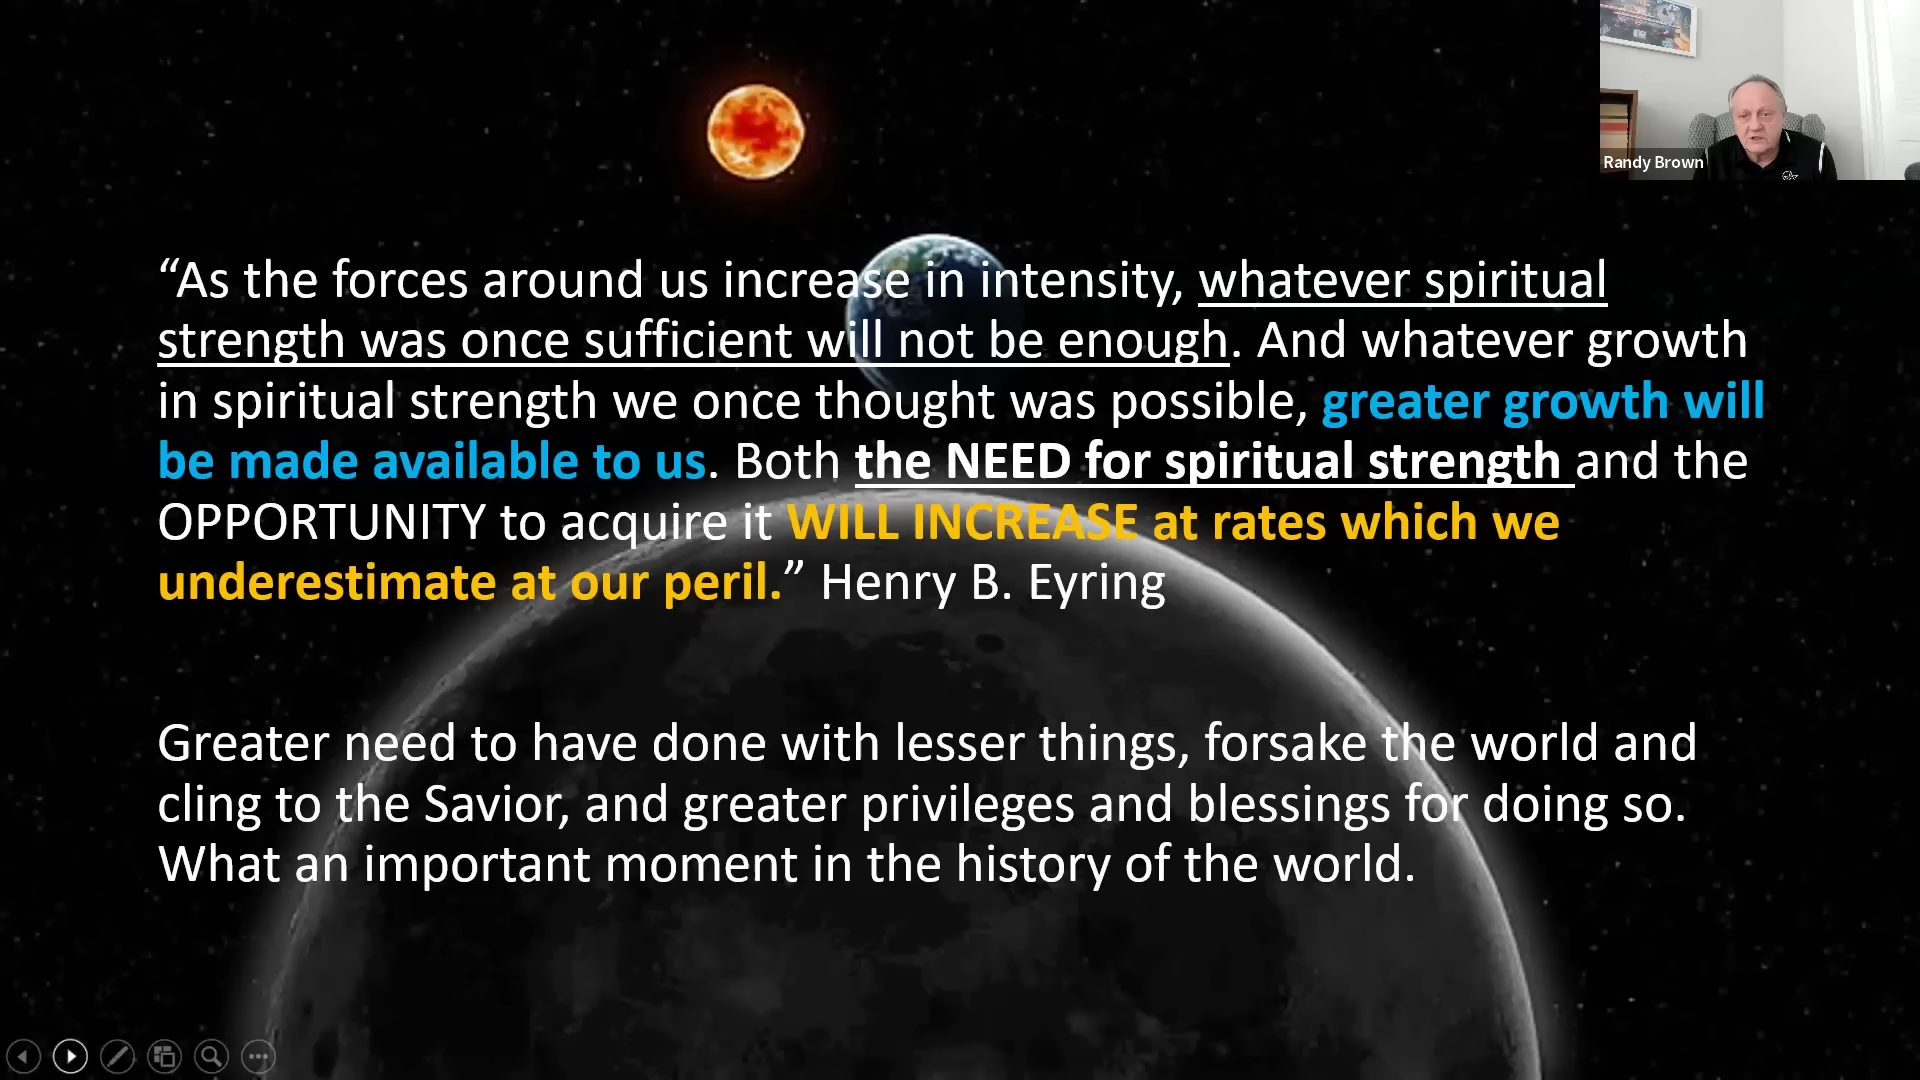 Randy Brown
“As the forces around us increase in intensity, whatever spiritual
strength was once sufficient will not be enough. And whatever growth
in spiritual strength we once thought was possible, greater growth will
be made available to us. Both the NEED for spiritual strength and the
OPPORTUNITY to acquire it WILL INCREASE at rates which we
underestimate at our peril.” Henry B. Eyring
Greater need to have done with lesser things, forsake the world and
cling to the Savior, and greater privileges and blessings for doing so.
What an important moment in the history of the world.